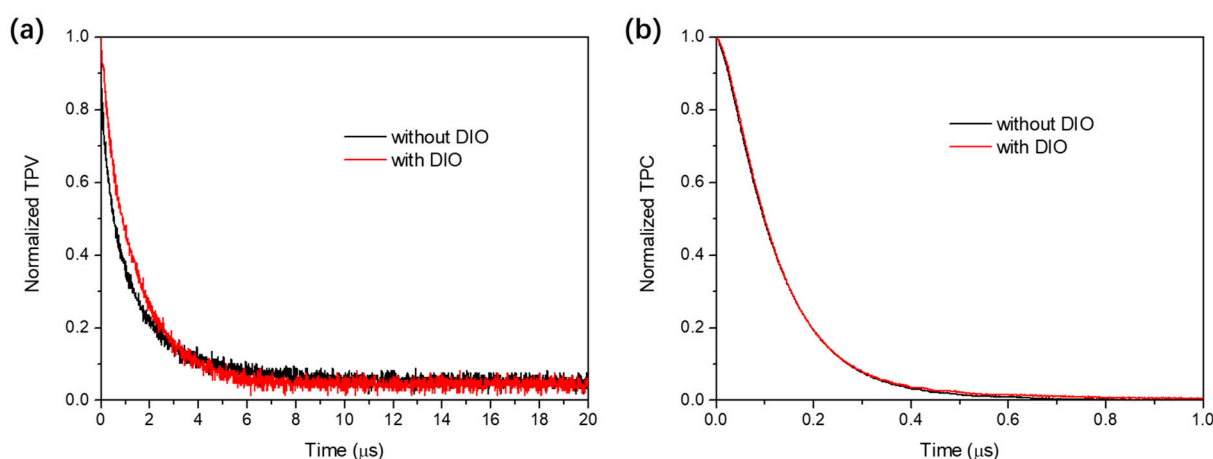 (a)
Normalized TPV
1.0
0.8
0.6
0.4
0.2
0.0
without DIO
with DIO
0 2 4 6 8 10 12 14 16 18 20
Time (μs)
(b)
Normalized TPC
1.0
0.8
0.6
0.4
0.2
0.0
without DIO
with DIO
0.0 0.2 0.4 0.6 0.8 1.0
Time (μs)